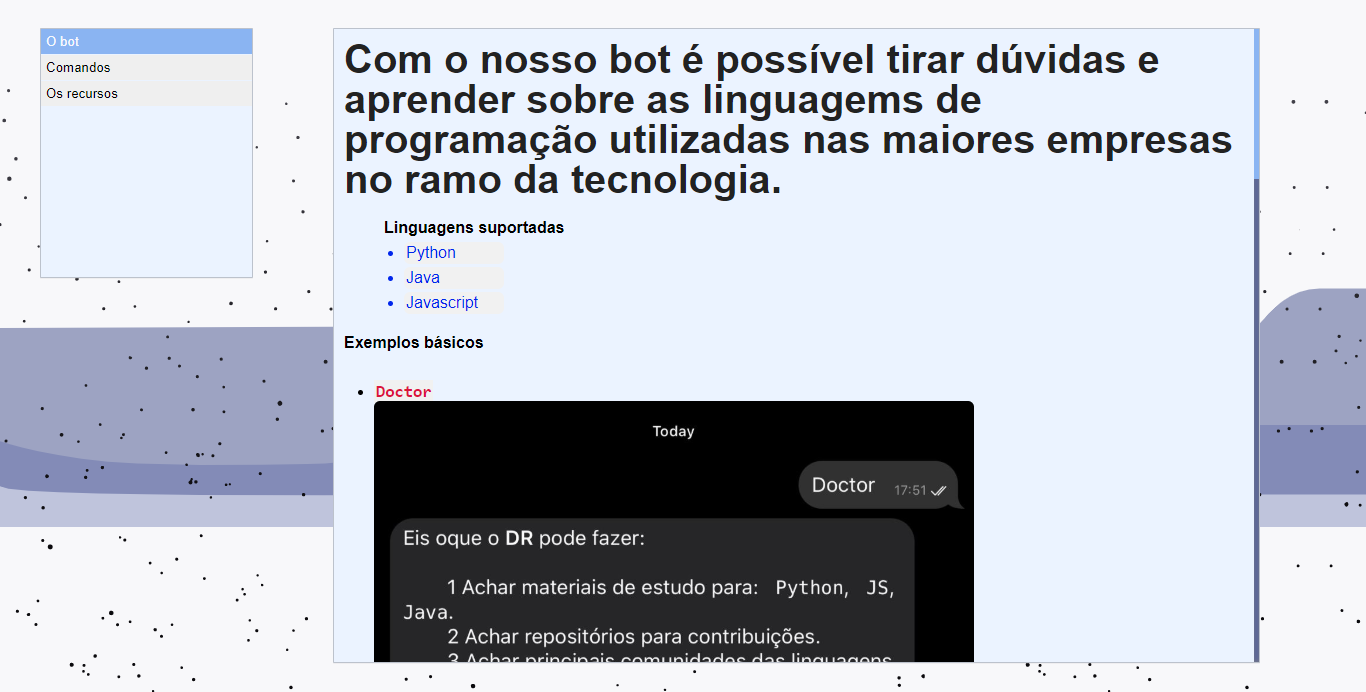 O bot
Comandos
Os recursos
Com o nosso bot é possível tirar dúvidas e
aprender sobre as linguagems de
programação utilizadas nas maiores empresas
no ramo da tecnologia.
Linguagens suportadas
Python
Java
Javascript
Exemplos básicos
Doctor
Today
Doctor 17:51
Eis oque o DR pode fazer:
1 Achar materiais de estudo para: Python, JS,
Java.
2 Achar repositórios para contribuições.
3 Achar principais comunidades das linguagens